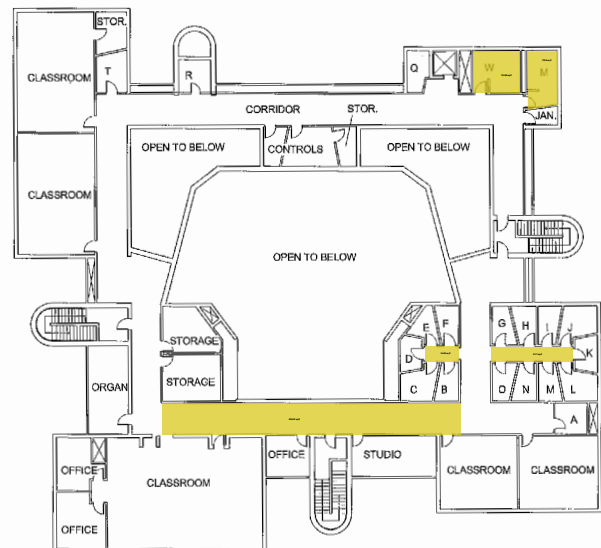 STOR.
CLASSROOM
T
R
Q
W
M
JAN.
CORRIDOR
STOR.
OPEN TO BELOW
CONTROLS
OPEN TO BELOW
CLASSROOM
OPEN TO BELOW
STORAGE
E
F
G
H
I
J
D
K
ORGAN
STORAGE
C
B
O
N
M
L
A
OFFICE
CLASSROOM
OFFICE
STUDIO
CLASSROOM
CLASSROOM
OFFICE